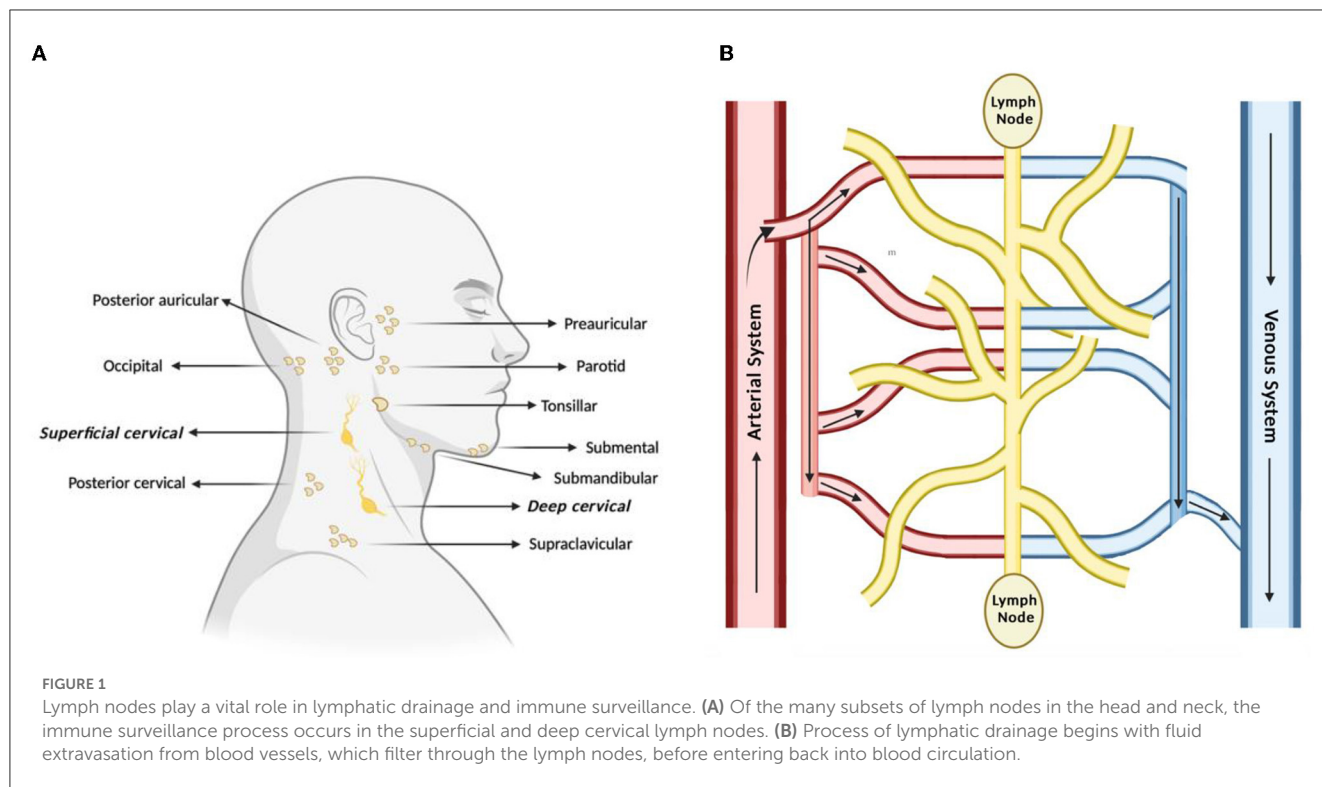 A
Posterior auricular
Preauricular
Occipital
Parotid
Tonsillar
Superficial cervical
Submental
Submandibular
Posterior cervical
Deep cervical
Supraclavicular
B
Lymph
Node
m
Arterial System
Venous System
Lymph
Node
FIGURE 1
Lymph nodes play a vital role in lymphatic drainage and immune surveillance. (A) Of the many subsets of lymph nodes in the head and neck, the
immune surveillance process occurs in the superficial and deep cervical lymph nodes. (B) Process of lymphatic drainage begins with fluid
extravasation from blood vessels, which filter through the lymph nodes, before entering back into blood circulation.